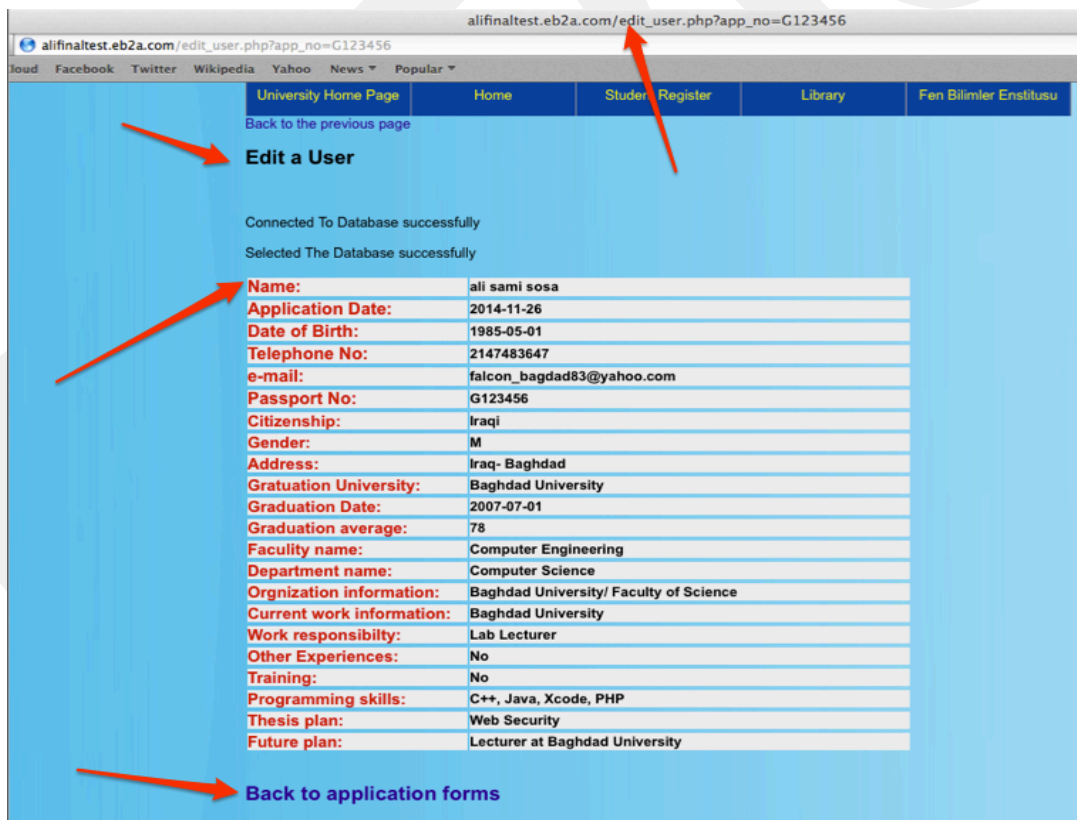 alifinaltest.eb2a.com/edit_user.php?app_no=G123456
alifinaltest.eb2a.com/edit_user.php?app_no=G123456
loud Facebook Twitter Wikipedia Yahoo News Popular
University Home Page Home Student Register Library Fen Bilimler Enstitusu
Back to the previous page
Edit a User
Connected To Database successfully
Selected The Database successfully
Name: ali sami sosa
Application Date: 2014-11-26
Date of Birth: 1985-05-01
Telephone No: 2147483647
e-mail: falcon_bagdad83@yahoo.com
Passport No: G123456
Citizenship: Iraqi
Gender: M
Address: Iraq- Baghdad
Gratuation University: Baghdad University
Graduation Date: 2007-07-01
Graduation average: 78
Faculity name: Computer Engineering
Department name: Computer Science
Orgnization information: Baghdad University/ Faculty of Science
Current work information: Baghdad University
Work responsibilty: Lab Lecturer
Other Experiences: No
Training: No
Programming skills: C++, Java, Xcode, PHP
Thesis plan: Web Security
Future plan: Lecturer at Baghdad University
Back to application forms